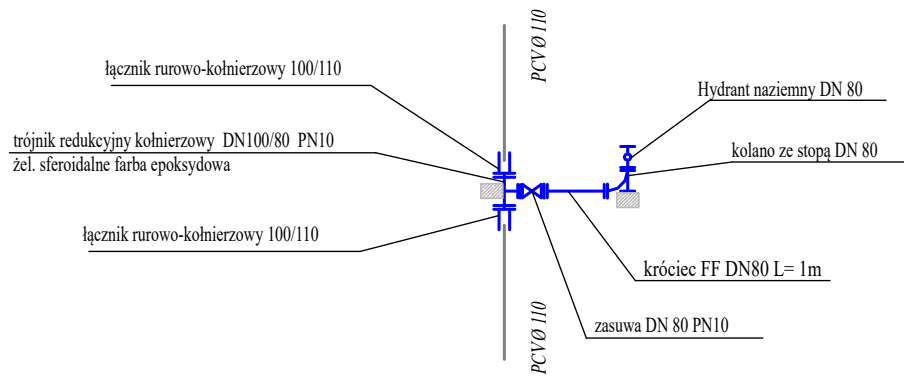 PCV Ø 110
łącznik rurowo-kołnierzowy 100/110
Hydrant naziemny DN 80
trójnik redukcyjny kołnierzowy DN100/80 PN10
żel. sferoidalne farba epoksydowa
kolano ze stopą DN 80
łącznik rurowo-kołnierzowy 100/110
króciec FF DN80 L= 1m
zasuwa DN 80 PN10
PCV Ø 110